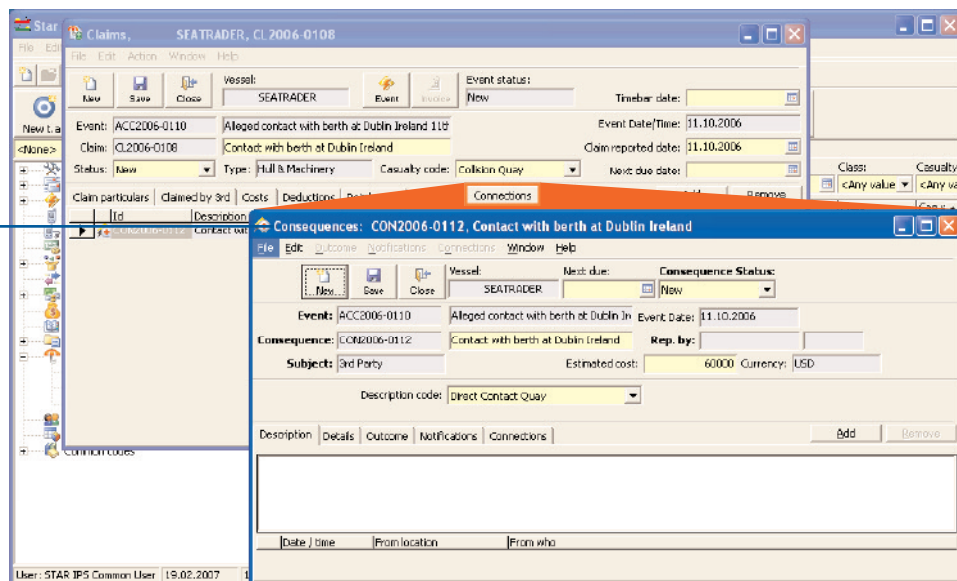 Star
Claims, SEATRADER, CL2006-0108
File Edit Action Window Help
File Edi
New Save Close
Vessel:
SEATRADER
Event Invoice
Event status:
New
Timebar date:
New t.a
Event: ACC2006-0110 Alleged contact with berth at Dublin Ireland 11th
Event Date/Time: 11.10.2006
<None>
Claim: CL2006-0108 Contact with berth at Dublin Ireland
Claim reported date: 11.10.2006
Status: New Type: Hull & Machinery Casualty code: Collision Quay Next due date:
Class: Casualty
<Any value <Any va
Claim particulars Claimed by 3rd Costs Deductions
Connections
Remove
Id Description
CON2006-0112 Contact wit
Consequences: CON2006-0112, Contact with berth at Dublin Ireland
File Edit Outcome Notifications Connections Window Help
New Save Close
Vessel: Next due: Consequence Status:
SEATRADER New
Event: ACC2006-0110 Alleged contact with berth at Dublin Ir Event Date: 11.10.2006
Consequence: CON2006-0112 Contact with berth at Dublin Ireland Rep. by:
Subject: 3rd Party Estimated cost: 60000 Currency: USD
Description code: Direct Contact Quay
Description Details Outcome Notifications Connections Add Remove
Common codes
Date / time From location From who
User: STAR IPS Common User 19.02.2007 1